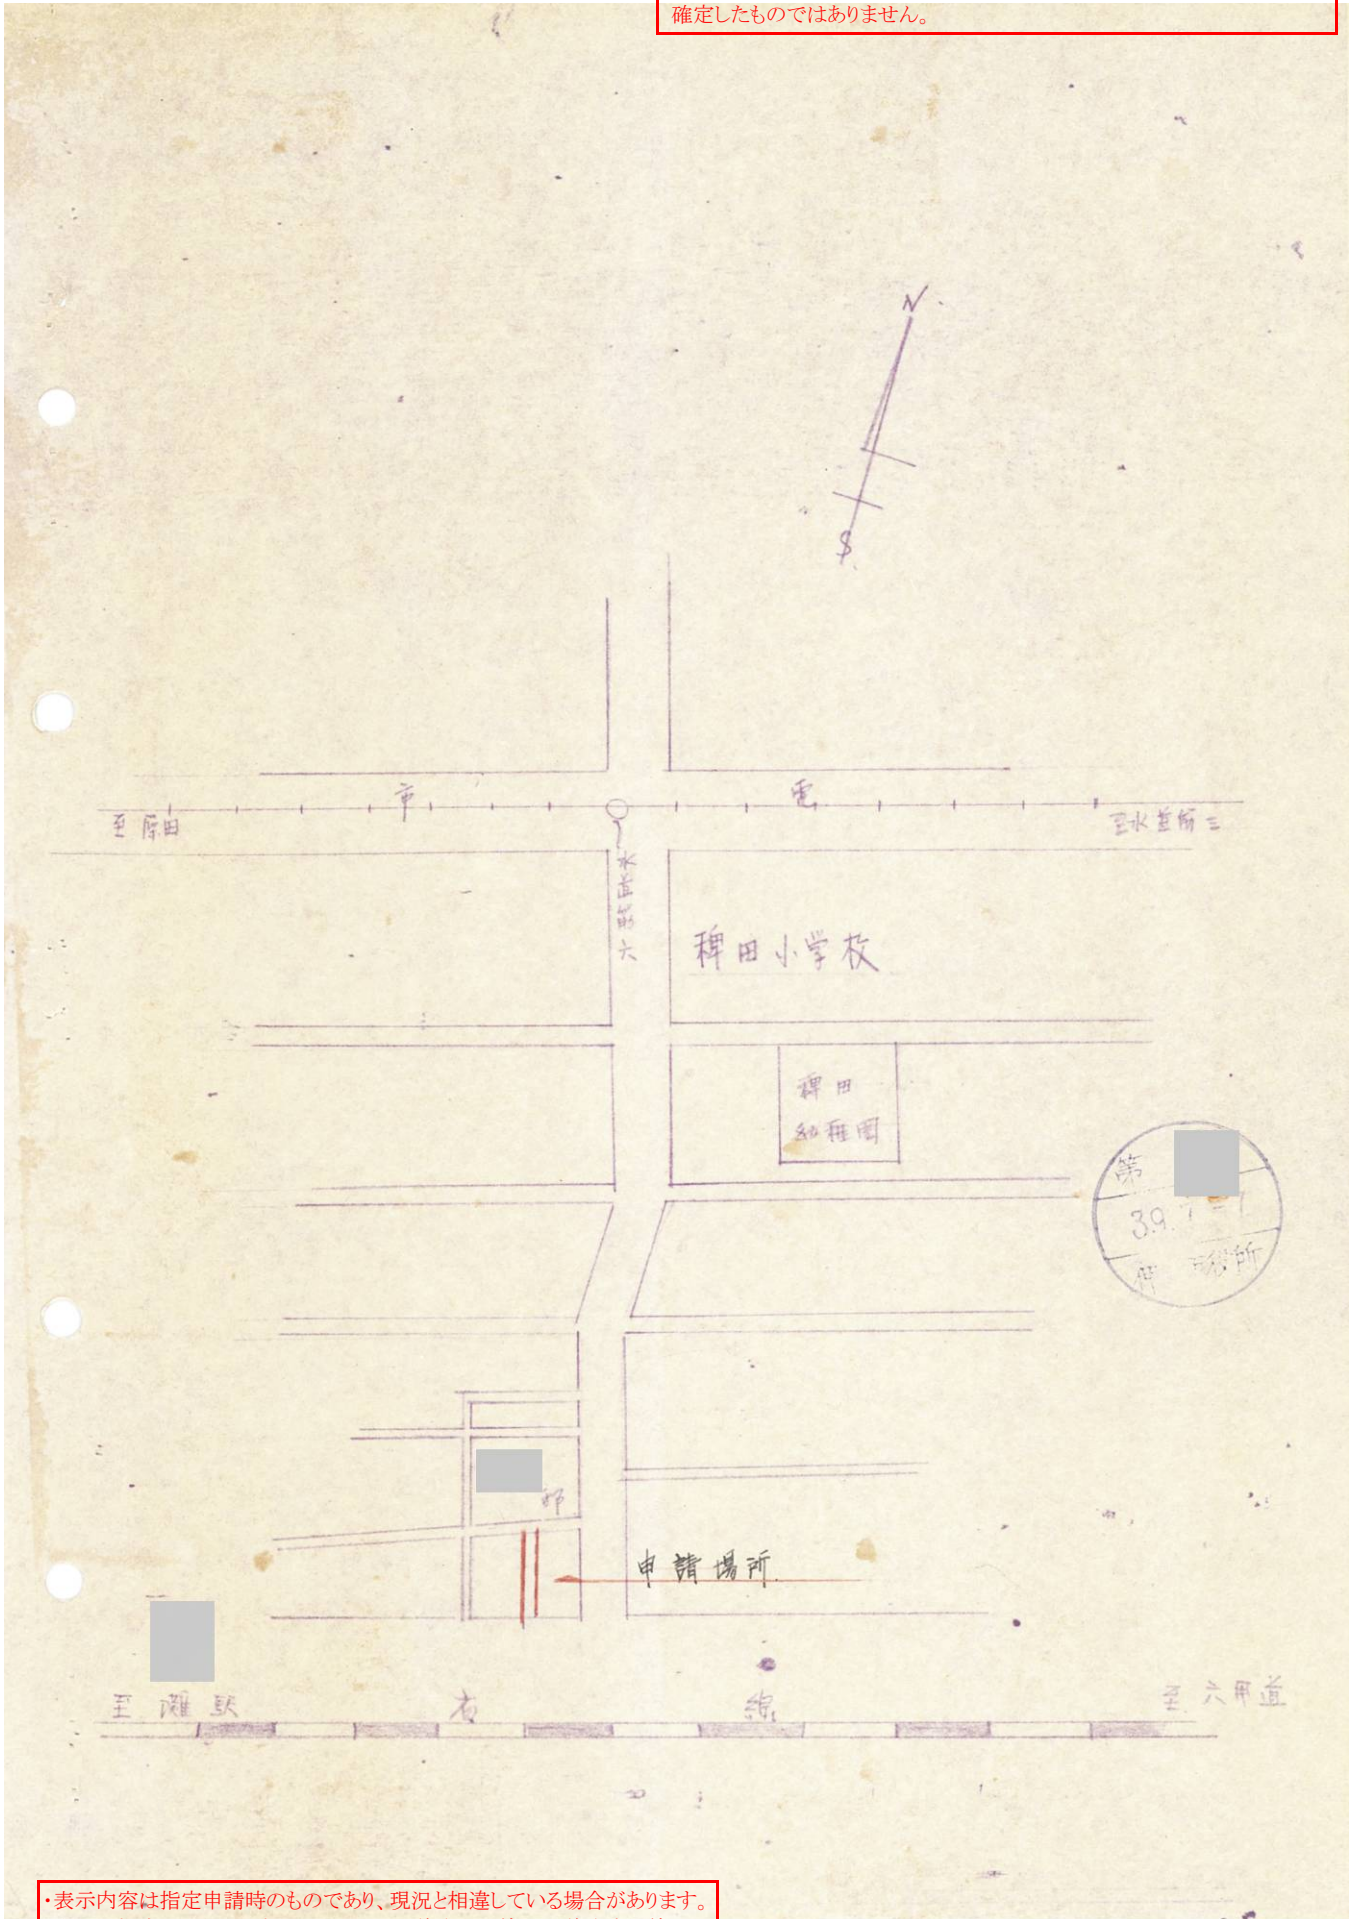 確定したものではありません。
N
S
市電
至原田
至水道筋三
水道筋六
稗田小学校
稗田
幼稚園
第
39.7
所
邸
申請場所
至灘駅
省線
至六甲道
・表示内容は指定申請時のものであり、現況と相違している場合があります。